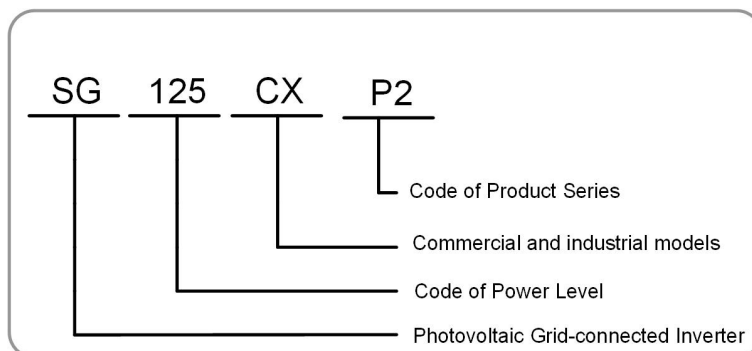 SG 125 CX P2
Code of Product Series
Commercial and industrial models
Code of Power Level
Photovoltaic Grid-connected Inverter